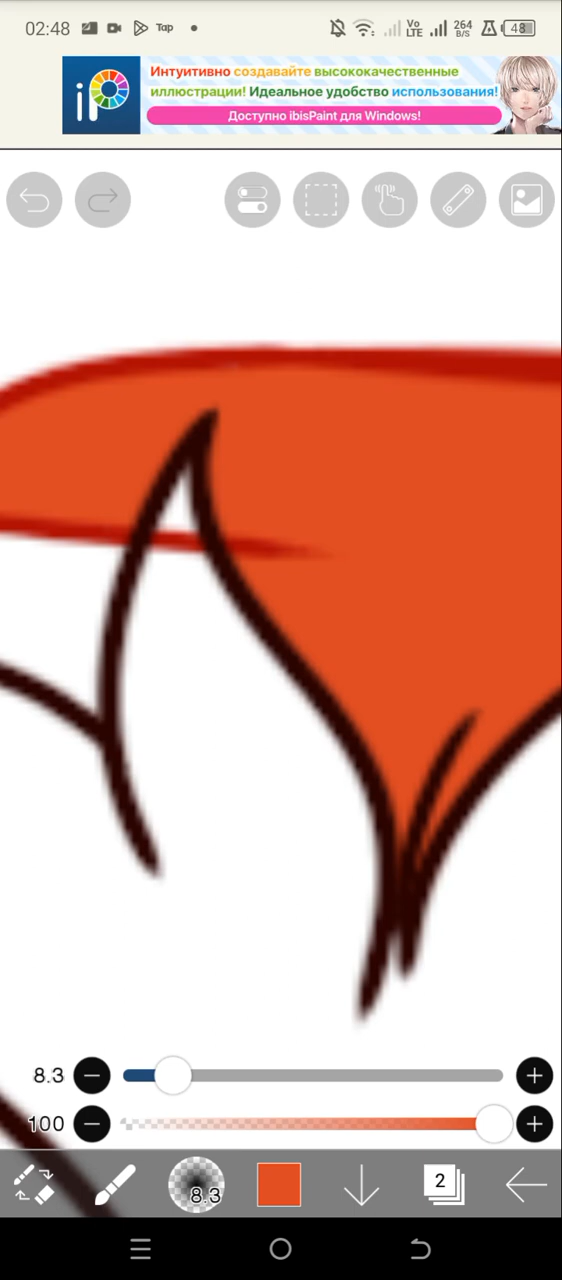 02:48 Tap Vo LTE 264 B/S 48
iP Интуитивно создавайте высококачественные
иллюстрации! Идеальное удобство использования!
Доступно ibisPaint для Windows!
8.3
100
8.3 2